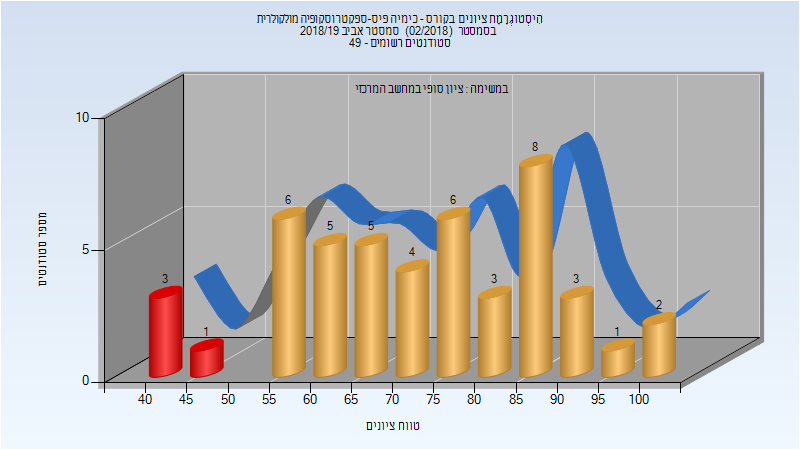 היסטוגרמת ציונים בקורס - כימיה פיס-ספקטרוסקופיה מולקולרית
בסמסטר (02/2018) סמסטר אביב 2018/19
סטודנטים רשומים - 49
במשימה : ציון סופי במחשב המרכזי
מספר סטודנטים
10
5
0
3
1
6
5
5
4
6
3
8
3
1
2
40 45 50 55 60 65 70 75 80 85 90 95 100
טווח ציונים